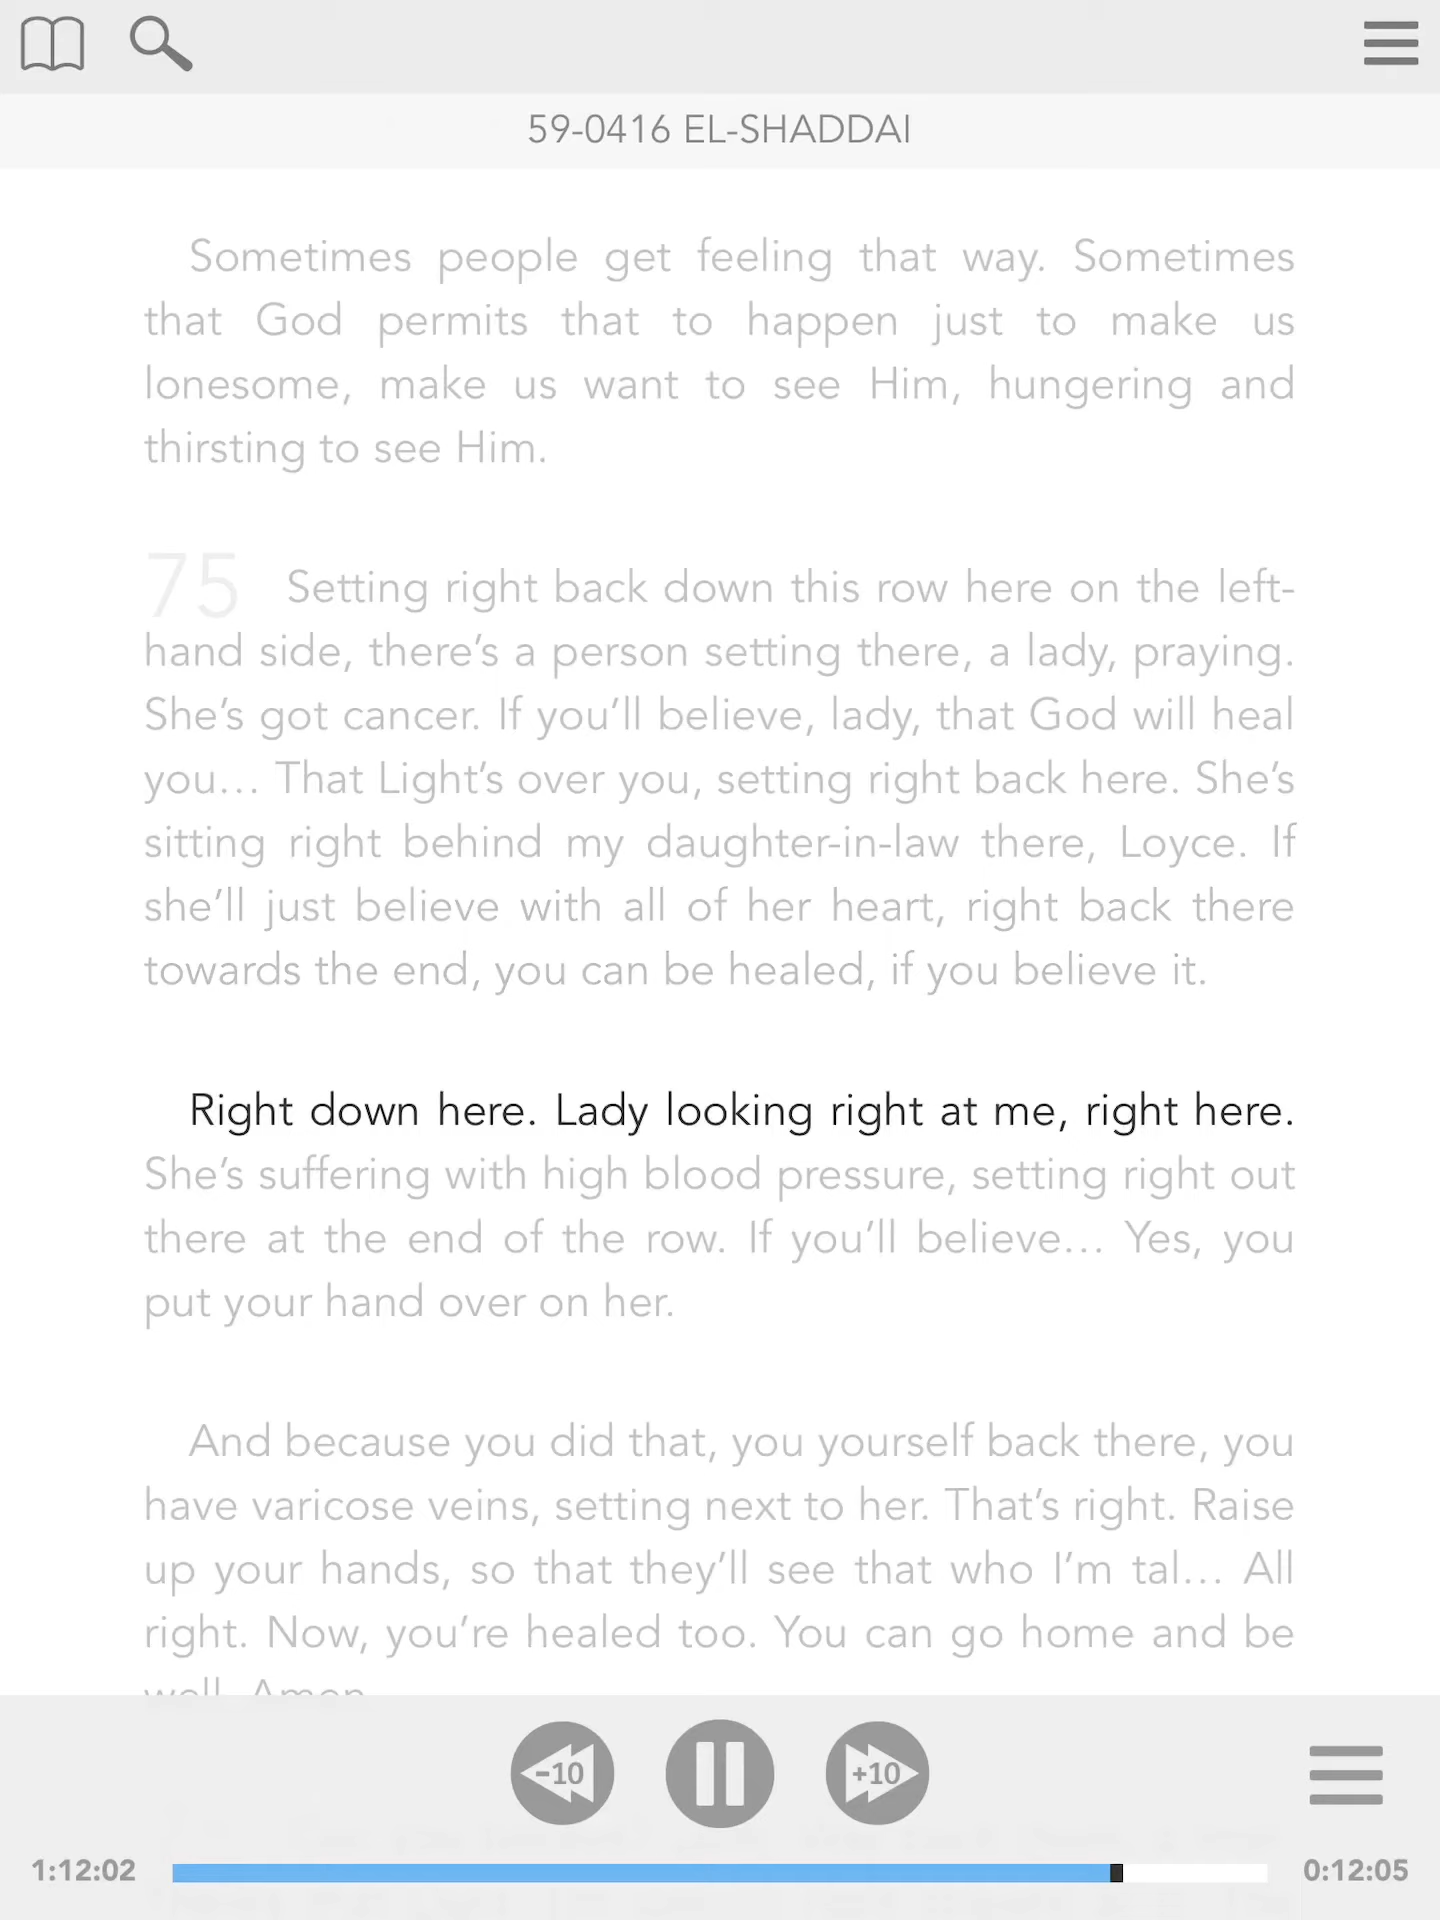 59-0416 EL-SHADDAI
Sometimes people get feeling that way. Sometimes
that God permits that to happen just to make us
lonesome, make us want to see Him, hungering and
thirsting to see Him.
75 Setting right back down this row here on the left-
hand side, there’s a person setting there, a lady, praying.
She’s got cancer. If you’ll believe, lady, that God will heal
you… That Light’s over you, setting right back here. She’s
sitting right behind my daughter-in-law there, Loyce. If
she’ll just believe with all of her heart, right back there
towards the end, you can be healed, if you believe it.
Right down here. Lady looking right at me, right here.
She’s suffering with high blood pressure, setting right out
there at the end of the row. If you’ll believe… Yes, you
put your hand over on her.
And because you did that, you yourself back there, you
have varicose veins, setting next to her. That’s right. Raise
up your hands, so that they’ll see that who I’m tal… All
right. Now, you’re healed too. You can go home and be
well. Amen.
-10 +10
1:12:02 0:12:05